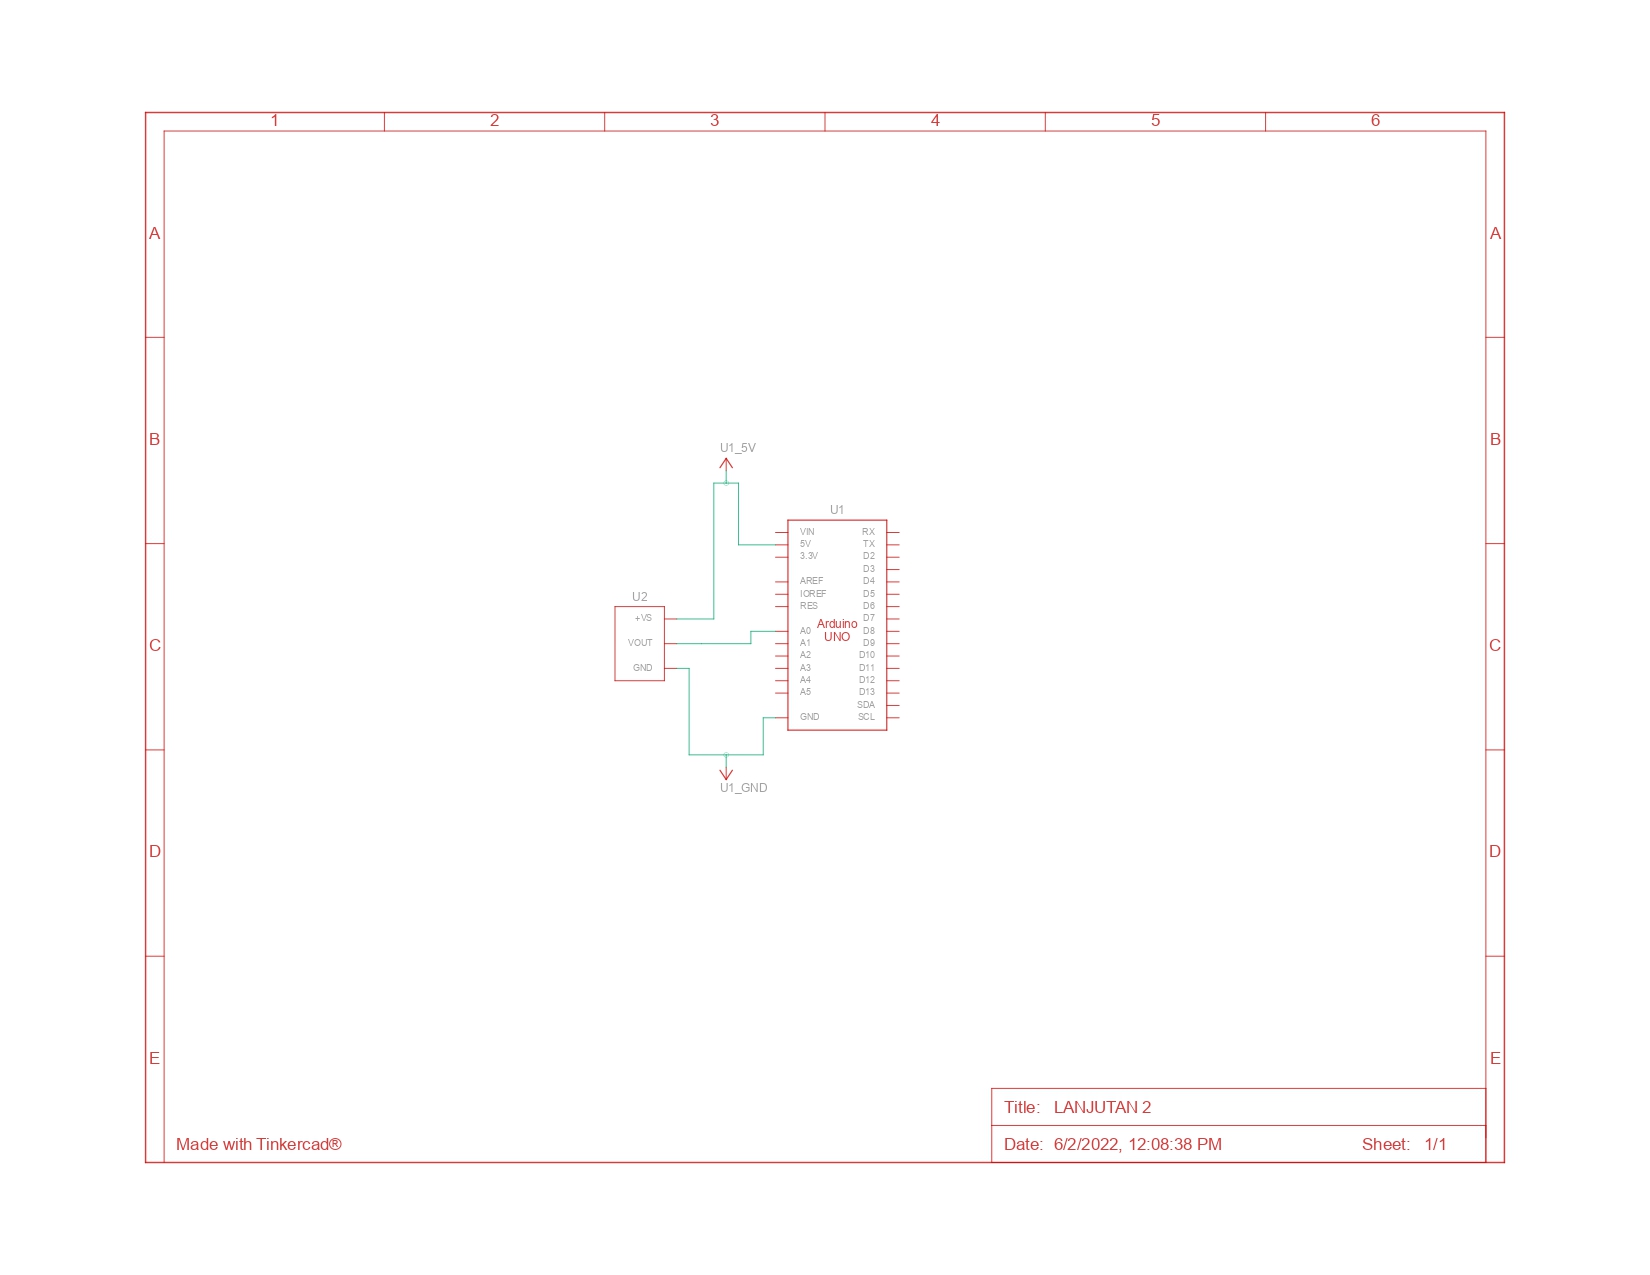 1 2 3 4 5 6
A A
B B
U1_5V
U1
VIN RX
5V TX
3.3V D2
D3
AREF D4
IOREF D5
U2
RES D6
+VS
D7
Arduino
A0 D8
UNO
VOUT
A1 D9
C C
A2 D10
GND
A3 D11
A4 D12
A5 D13
SDA
GND SCL
U1_GND
D D
E E
Title: LANJUTAN 2
Made with Tinkercad®
Date: 6/2/2022, 12:08:38 PM Sheet: 1/1